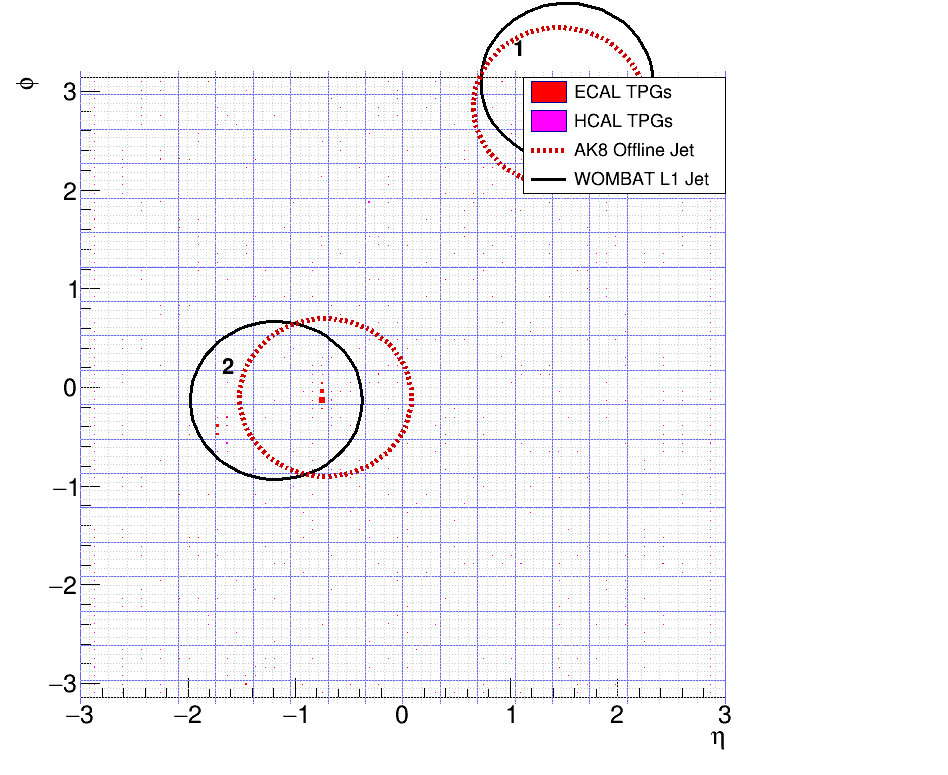 1
ϕ
3
ECAL TPGs
HCAL TPGs
AK8 Offline Jet
WOMBAT L1 Jet
2
1
2
0
−1
−2
−3
−3 −2 −1 0 1 2 3
η